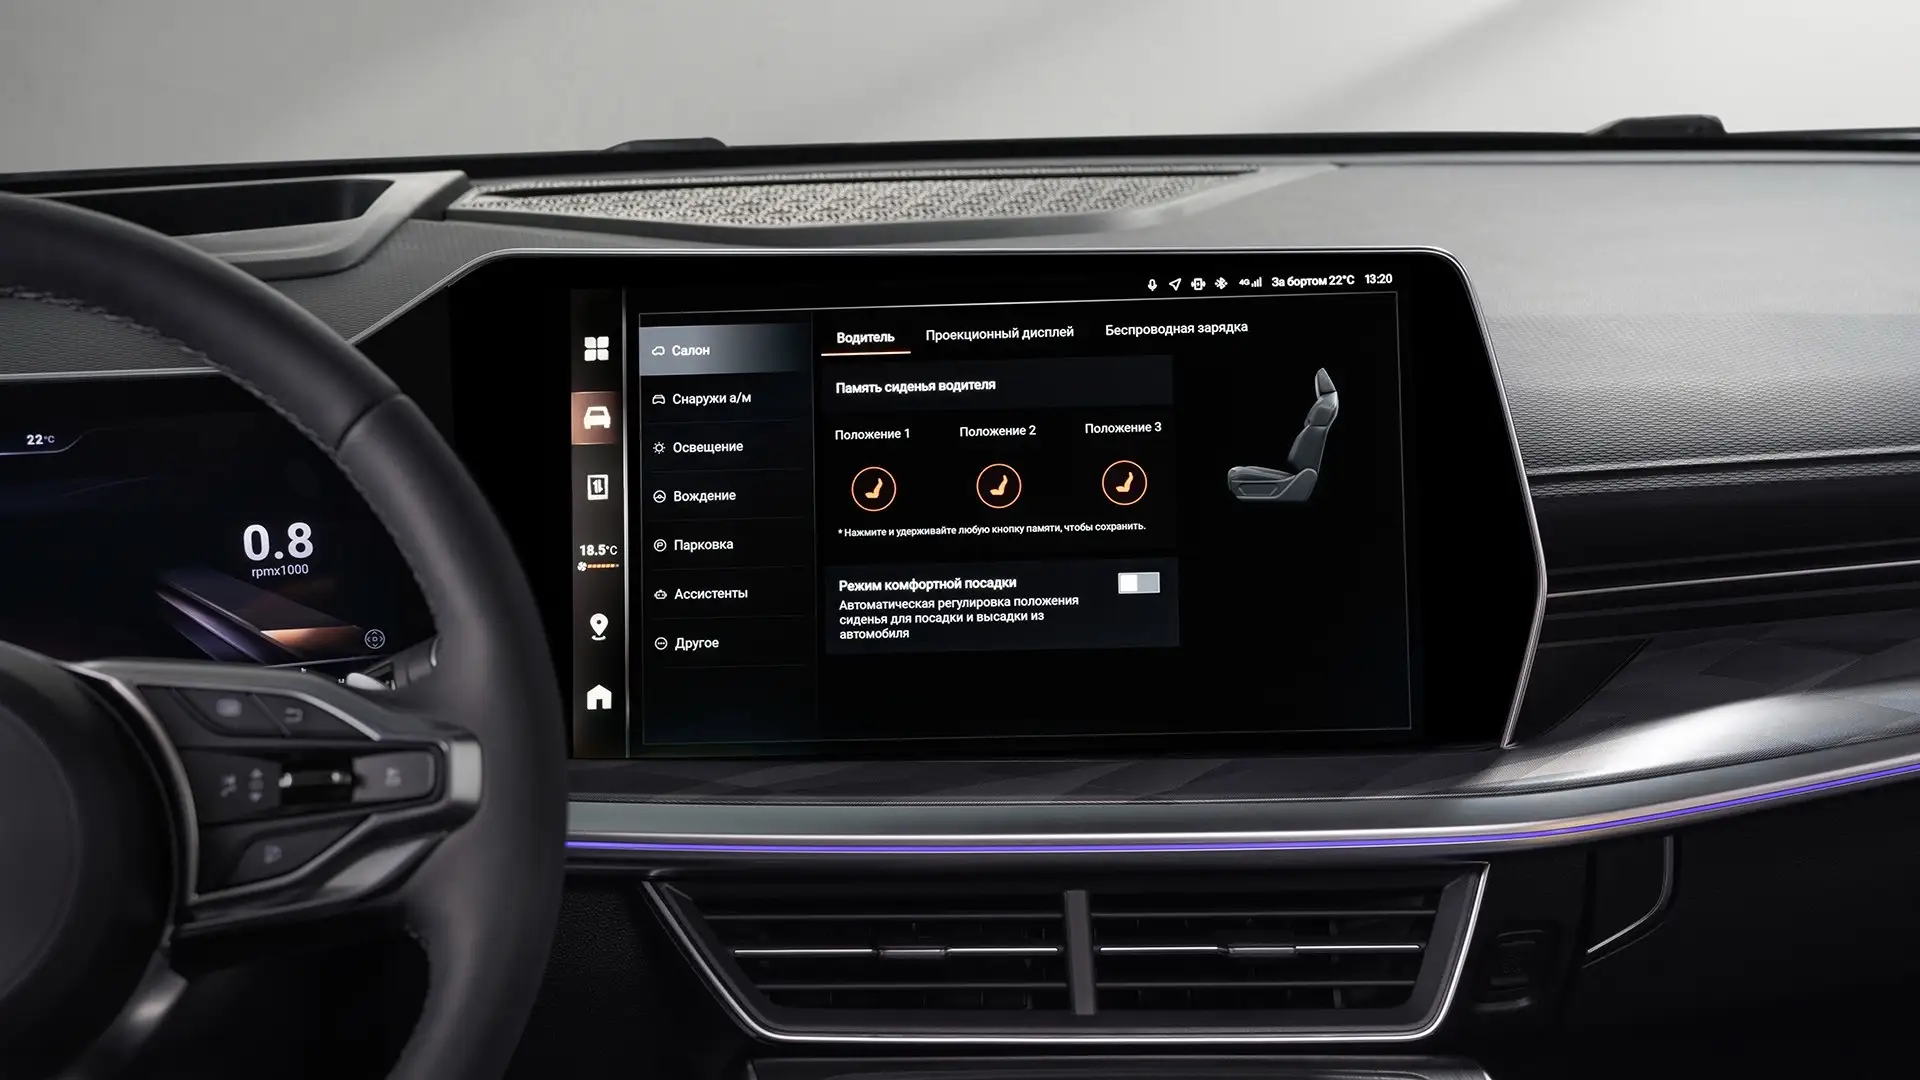 4G За бортом 22°C 13:20
Салон
Снаружи а/м
Освещение
Вождение
Парковка
Ассистенты
Другое
18.5°C
Водитель Проекционный дисплей Беспроводная зарядка
Память сиденья водителя
Положение 1 Положение 2 Положение 3
* Нажмите и удерживайте любую кнопку памяти, чтобы сохранить.
Режим комфортной посадки
Автоматическая регулировка положения
сиденья для посадки и высадки из
автомобиля
22°C
0.8
rpmx1000